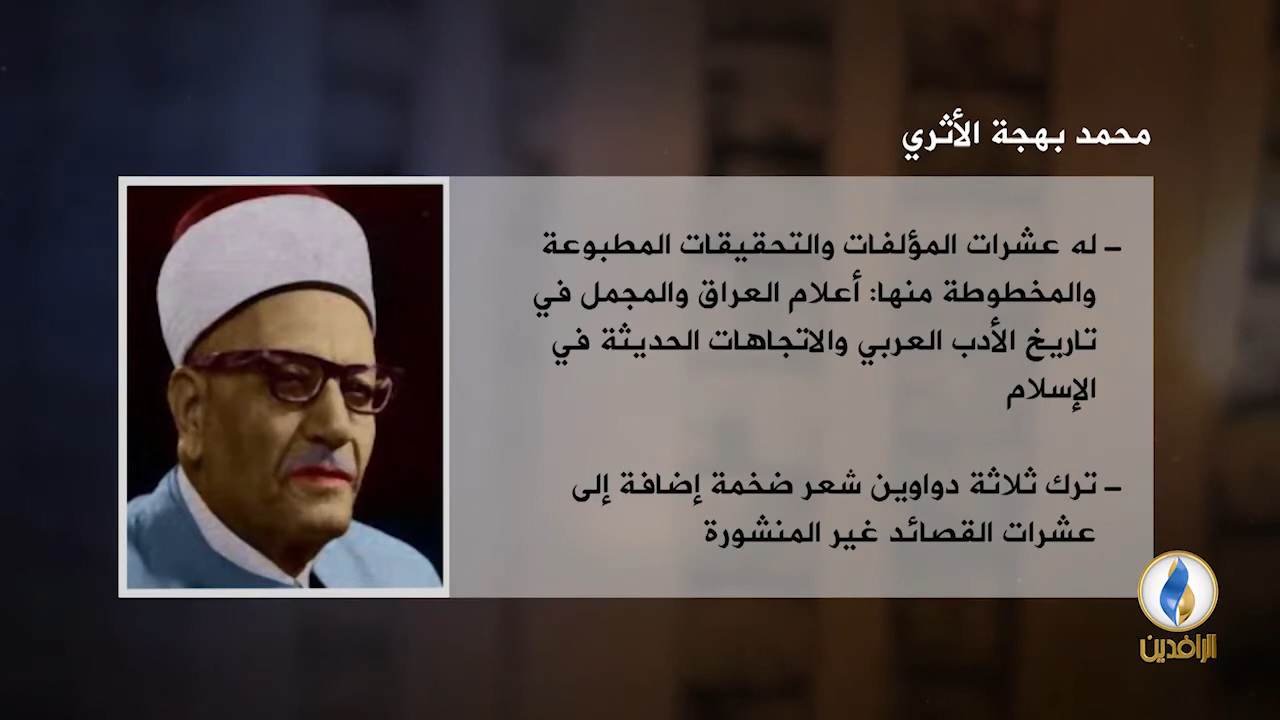 محمد بهجة الأثري
- له عشرات المؤلفات والتحقيقات المطبوعة
والمخطوطة منها: أعلام العراق والمجمل في
تاريخ الأدب العربي والاتجاهات الحديثة في
الإسلام
- ترك ثلاثة دواوين شعر ضخمة إضافة إلى
عشرات القصائد غير المنشورة
الرافدين